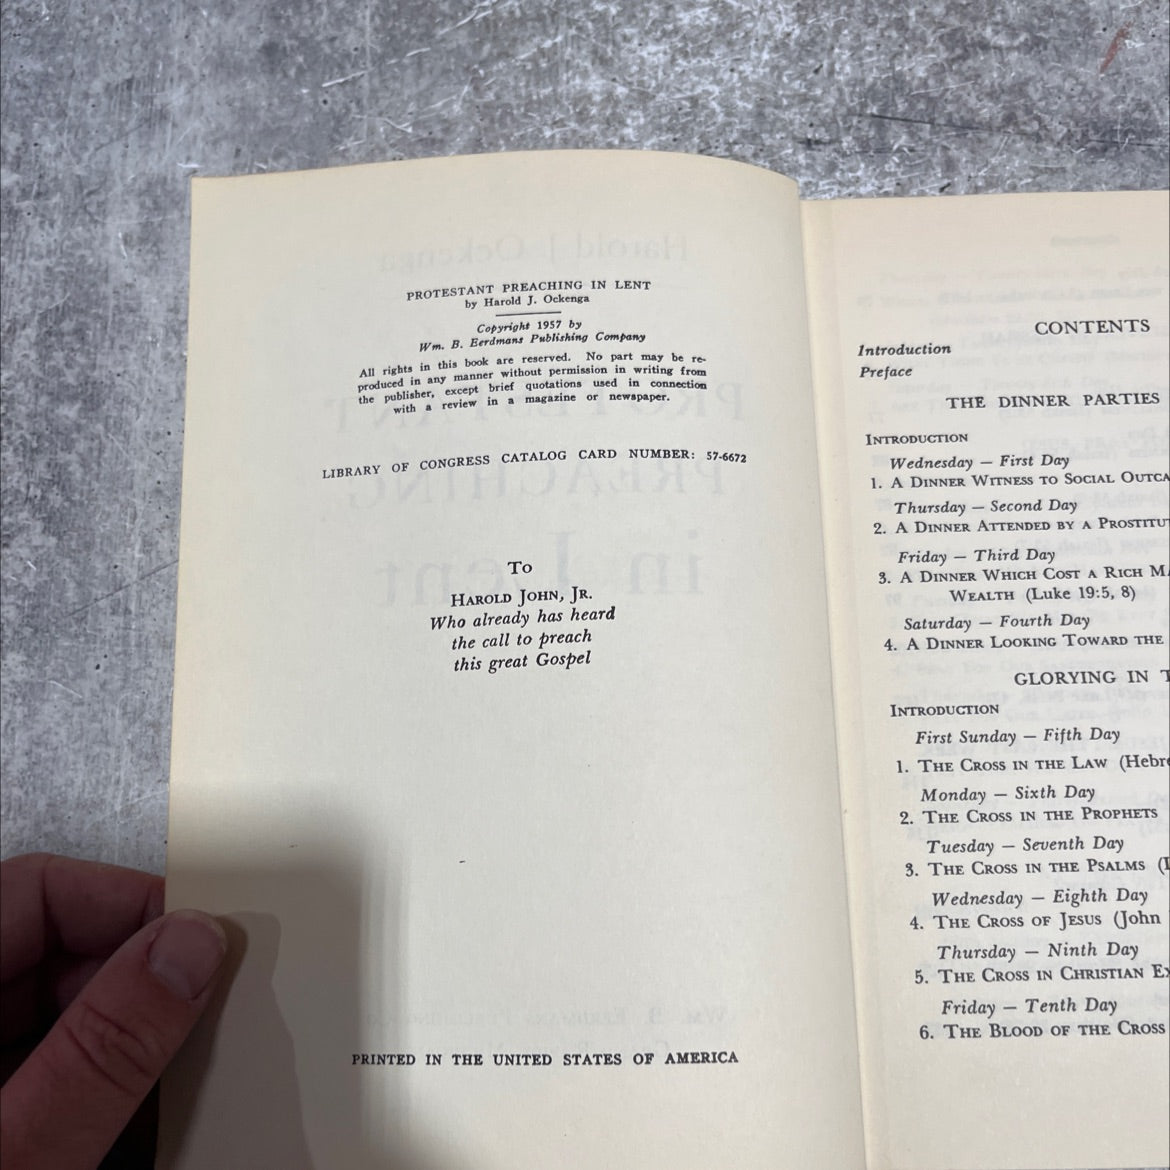 PROTESTANT PREACHING IN LENT
by Harold J. Ockenga
Copyright 1957 by
Wm. B. Eerdmans Publishing Company
All rights in this book are reserved. No part may be re-
produced in any manner without permission in writing from
the publisher, except brief quotations used in connection
with a review in a magazine or newspaper.
LIBRARY OF CONGRESS CATALOG CARD NUMBER: 57-6672
To
HAROLD JOHN, JR.
Who already has heard
the call to preach
this great Gospel
PRINTED IN THE UNITED STATES OF AMERICA
CONTENTS
Introduction
Preface
THE DINNER PARTIES
INTRODUCTION
Wednesday — First Day
1. A DINNER WITNESS TO SOCIAL OUTCA
Thursday — Second Day
2. A DINNER ATTENDED BY A PROSTITU
Friday — Third Day
3. A DINNER WHICH COST A RICH MA
WEALTH (Luke 19:5, 8)
Saturday — Fourth Day
4. A DINNER LOOKING TOWARD THE
GLORYING IN T
INTRODUCTION
First Sunday — Fifth Day
1. THE CROSS IN THE LAW (Hebre
Monday — Sixth Day
2. THE CROSS IN THE PROPHETS
Tuesday — Seventh Day
3. THE CROSS IN THE PSALMS (
Wednesday — Eighth Day
4. THE CROSS OF JESUS (John
Thursday — Ninth Day
5. THE CROSS IN CHRISTIAN EX
Friday — Tenth Day
6. THE BLOOD OF THE CROSS